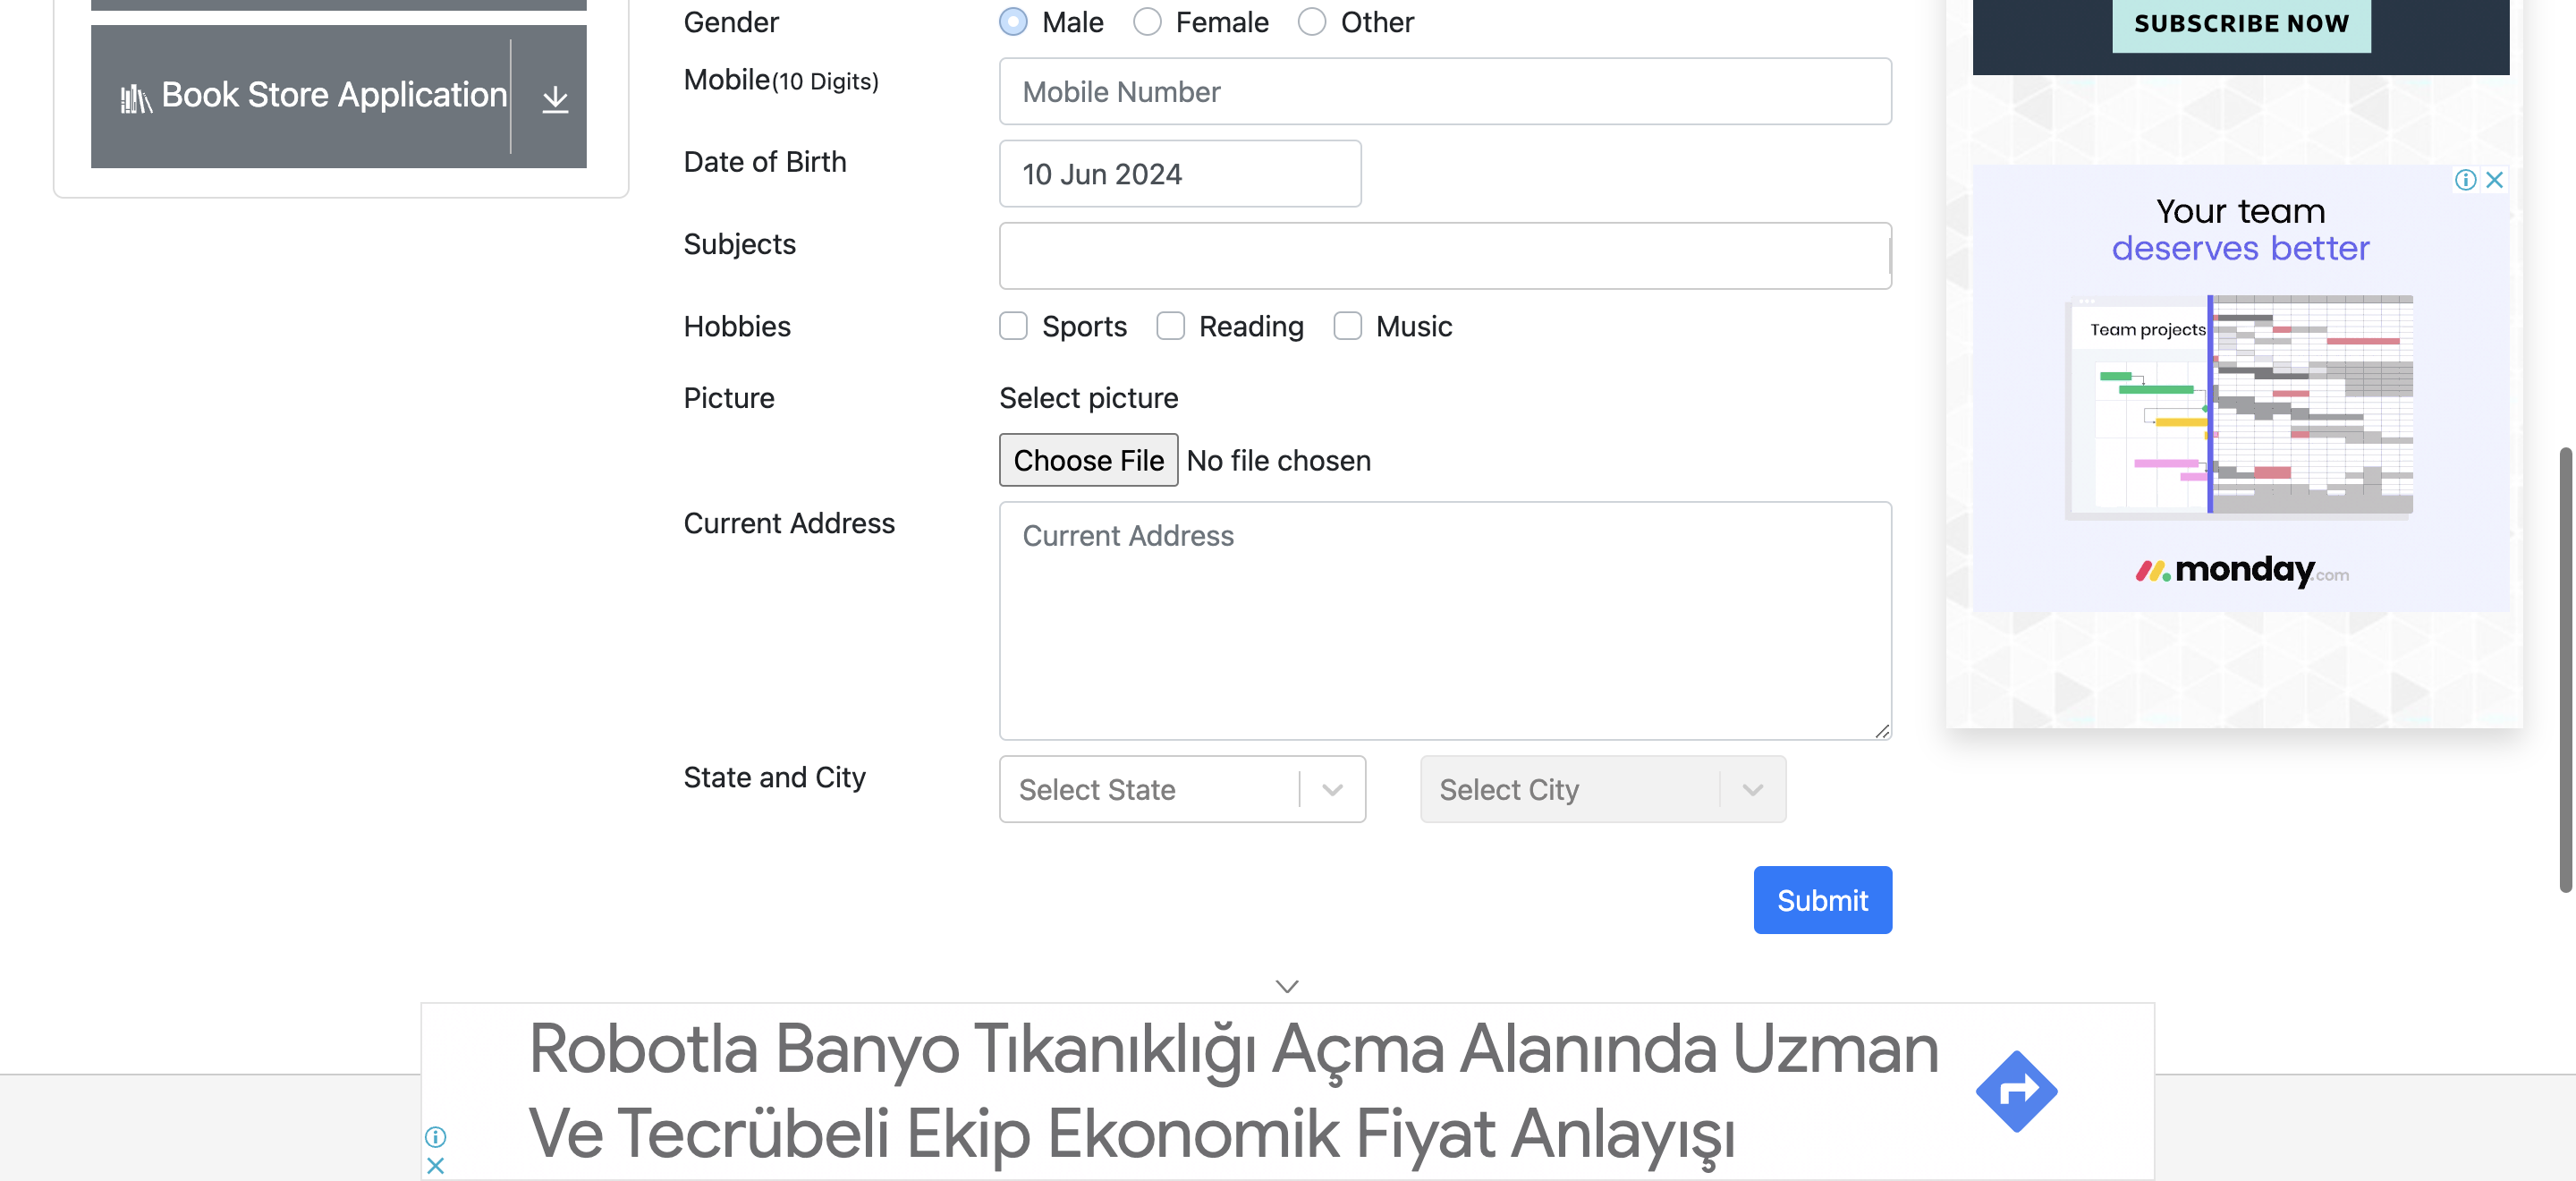 Book Store Application
Gender
Male Female Other
Mobile(10 Digits)
Mobile Number
Date of Birth
10 Jun 2024
Subjects
Hobbies
Sports Reading Music
Picture
Select picture
Choose File No file chosen
Current Address
Current Address
State and City
Select State
Select City
Submit
SUBSCRIBE NOW
Your team
deserves better
Team projects
monday.com
Robotla Banyo Tıkanıklığı Açma Alanında Uzman
Ve Tecrübeli Ekip Ekonomik Fiyat Anlayışı